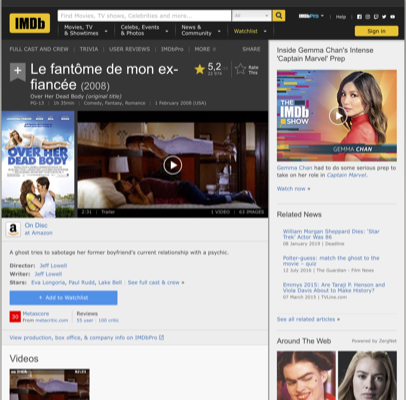 IMDb
Find Movies, TV shows, Celebrities and more...
All
IMDbPro
Help
Movies, TV
& Showtimes
Celebs, Events
& Photos
News &
Community
Watchlist
Sign in
FULL CAST AND CREW | TRIVIA | USER REVIEWS | IMDbPro | MORE
SHARE
Le fantôme de mon ex-
fiancée (2008)
Over Her Dead Body (original title)
PG-13 | 1h 35min | Comedy, Fantasy, Romance | 1 February 2008 (USA)
5,2
Rate
This
OVER HER
DEAD BODY
2:31 | Trailer
1 VIDEO | 63 IMAGES
On Disc
at Amazon
A ghost tries to sabotage her former boyfriend's current relationship with a psychic.
Director: Jeff Lowell
Writer: Jeff Lowell
Stars: Eva Longoria, Paul Rudd, Lake Bell | See full cast & crew »
+ Add to Watchlist
30
Metascore
From metacritic.com
Reviews
55 user | 100 critic
View production, box office, & company info on IMDbPro
Videos
Inside Gemma Chan's Intense
'Captain Marvel' Prep
THE
IMDb
SHOW
GEMMA CHAN
Gemma Chan had to do some serious prep to
take on her role in Captain Marvel.
Watch now »
Related News
William Morgan Sheppard Dies: 'Star
Trek' Actor Was 86
09 January 2019 | Deadline
Potter-guess: match the ghost to the
movie – quiz
12 July 2016 | The Guardian - Film News
Emmys 2015: Are Taraji P. Henson and
Viola Davis About to Make History?
07 March 2015 | TVLine.com
See all related articles »
Around The Web
Powered by ZergNet